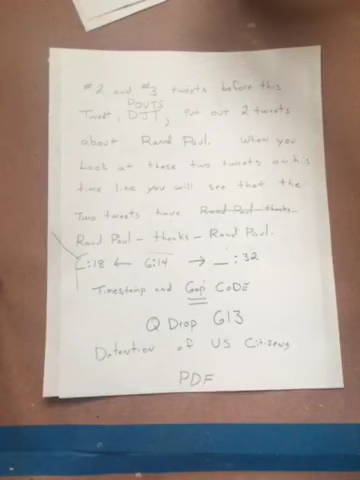 #2 and #3 tweets before this
POUTS
Tweet, DJT, put out 2 tweets
about Rand Paul. When you
Look at these two tweets on his
time line you will see that the
Two tweets have Rand Paul thanks
Rand Paul - thanks - Rand Paul.
:18 ← 6:14 → _:32
Timestamp and Gap CODE
Q Drop 613
Detention of US Citizens
PDF